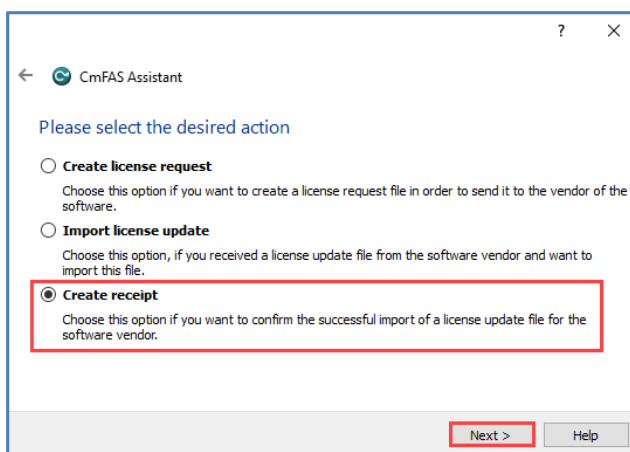 ?
CmFAS Assistant
Please select the desired action
Create license request
Choose this option if you want to create a license request file in order to send it to the vendor of the
software.
Import license update
Choose this option, if you received a license update file from the software vendor and want to
import this file.
Create receipt
Choose this option if you want to confirm the successful import of a license update file for the
software vendor.
Next > Help